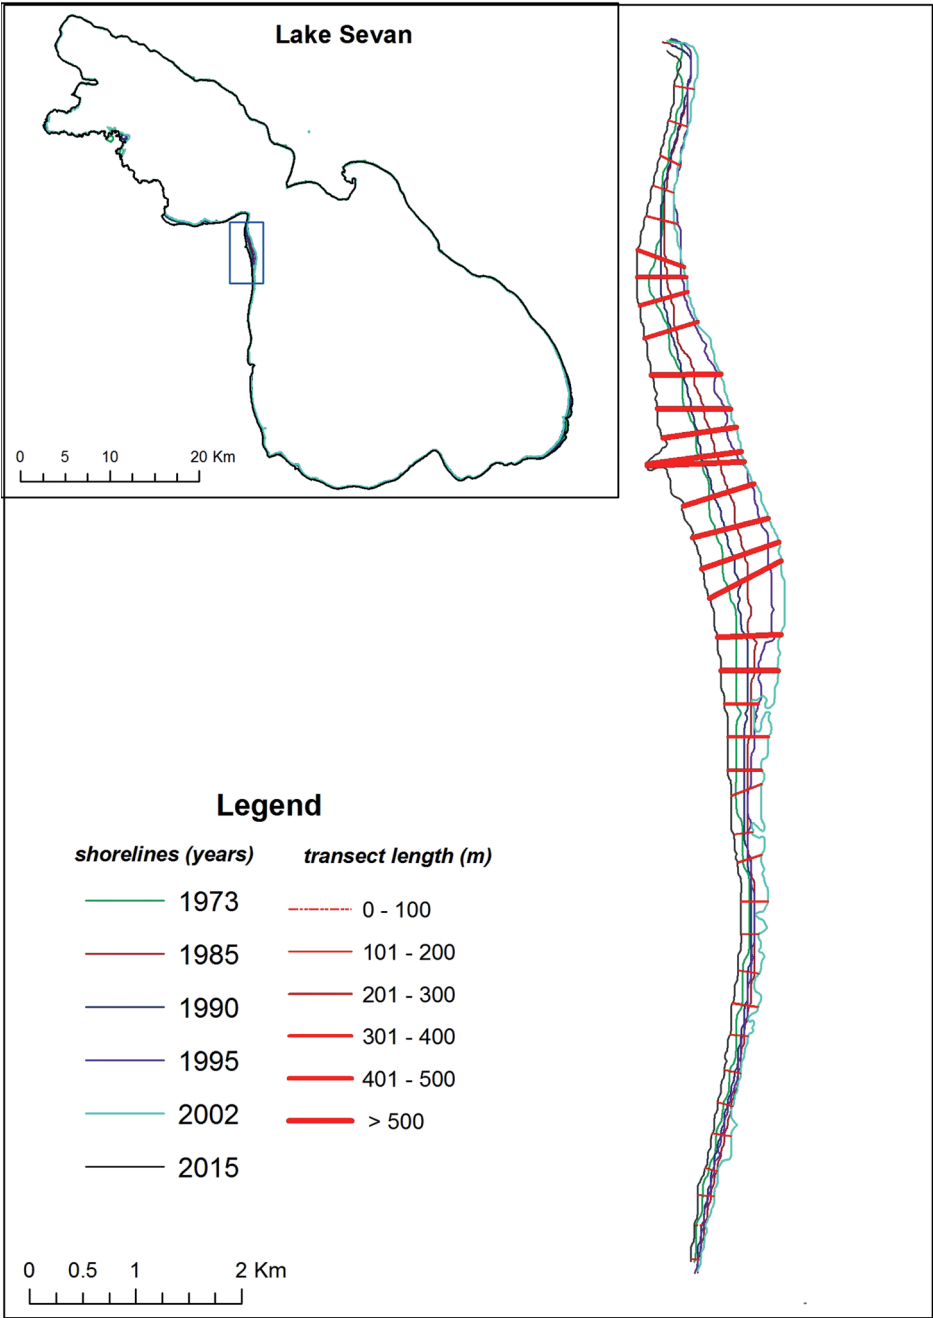 Lake Sevan
0 5 10 20 Km
Legend
shorelines (years)
1973
1985
1990
1995
2002
2015
transect length (m)
0 - 100
101 - 200
201 - 300
301 - 400
401 - 500
> 500
0 0.5 1 2 Km